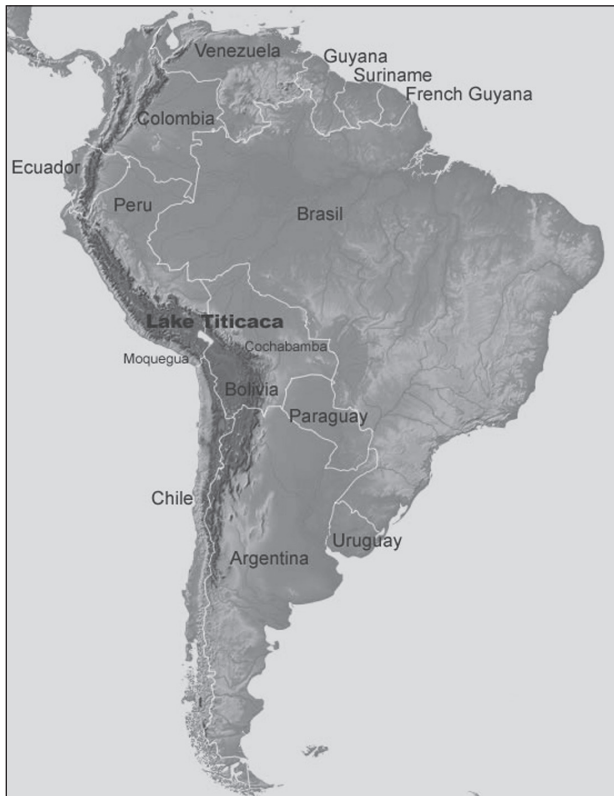 Venezuela
Guyana
Suriname
French Guyana
Colombia
Ecuador
Peru
Brasil
Lake Titicaca
Cochabamba
Moquegua
Bolivia
Paraguay
Chile
Uruguay
Argentina